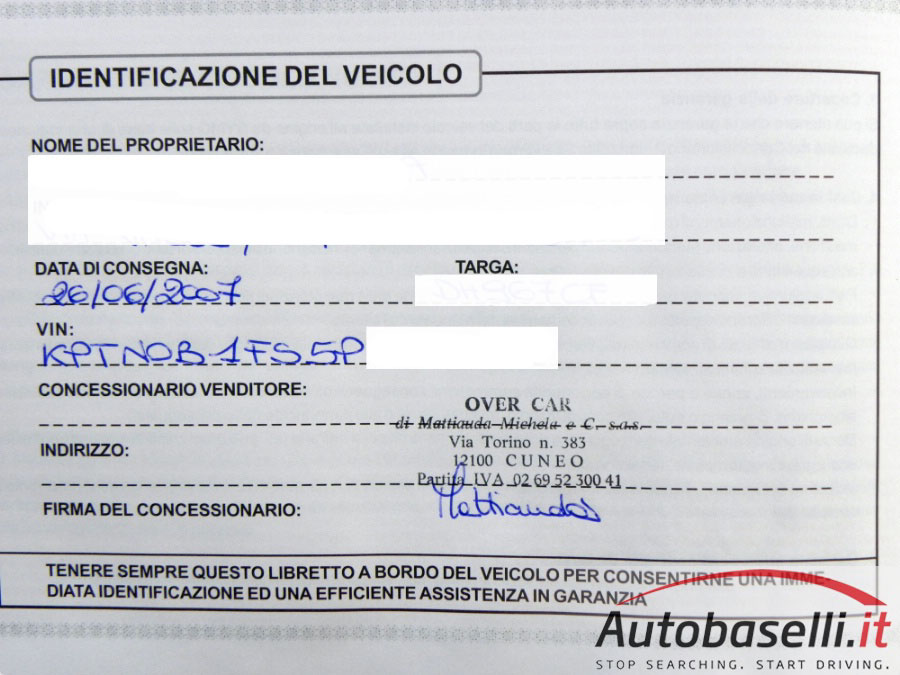 IDENTIFICAZIONE DEL VEICOLO
NOME DEL PROPRIETARIO:
DATA DI CONSEGNA: TARGA:
26/06/2007
VIN:
KPTNOB1FS5P
CONCESSIONARIO VENDITORE:
OVER CAR
di Mattiauda Michela e C. s.a.s.
INDIRIZZO:
Via Torino n. 383
12100 CUNEO
Partita IVA 02 69 52 300 41
FIRMA DEL CONCESSIONARIO:
Mattiauda
TENERE SEMPRE QUESTO LIBRETTO A BORDO DEL VEICOLO PER CONSENTIRNE UNA IMME-
DIATA IDENTIFICAZIONE ED UNA EFFICIENTE ASSISTENZA IN GARANZIA
Autobaselli.it
STOP SEARCHING. START DRIVING.